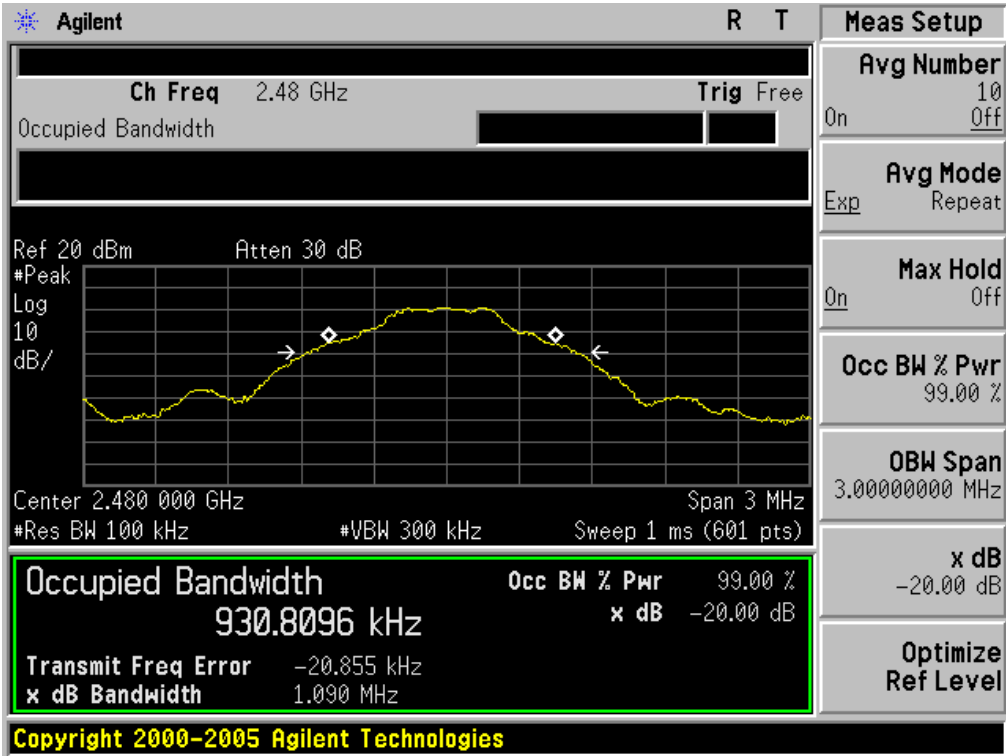 Agilent R T
Ch Freq 2.48 GHz Trig Free
Occupied Bandwidth
Ref 20 dBm Atten 30 dB
#Peak
Log
10
dB/
Center 2.480 000 GHz Span 3 MHz
#Res BW 100 kHz #VBW 300 kHz Sweep 1 ms (601 pts)
Occupied Bandwidth Occ BW % Pwr 99.00 %
930.8096 kHz x dB -20.00 dB
Transmit Freq Error -20.855 kHz
x dB Bandwidth 1.090 MHz
Copyright 2000-2005 Agilent Technologies
Meas Setup
Avg Number
10
On Off
Avg Mode
Exp Repeat
Max Hold
On Off
Occ BW % Pwr
99.00 %
OBW Span
3.00000000 MHz
x dB
-20.00 dB
Optimize
Ref Level